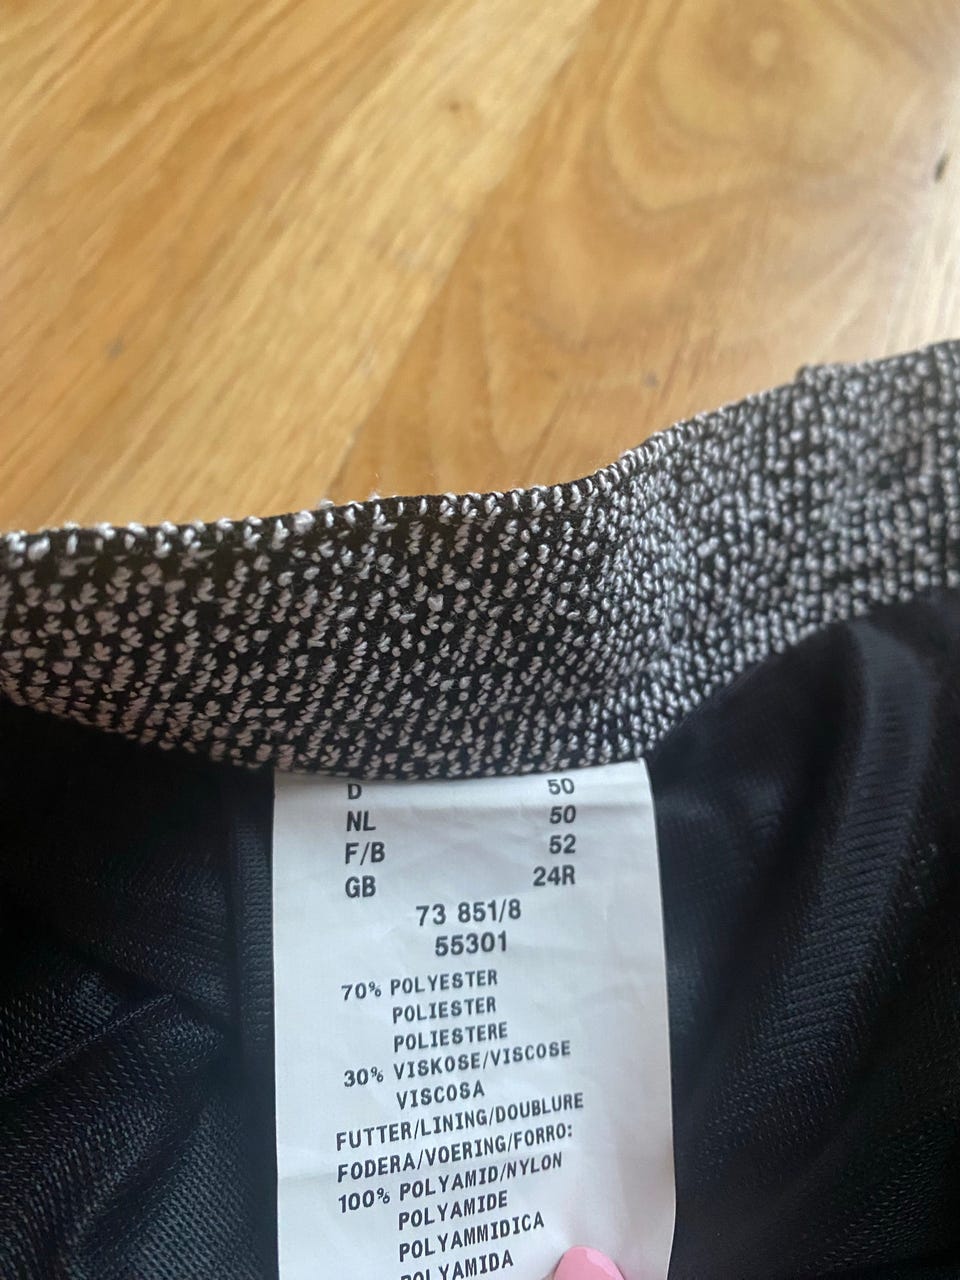 D 50
NL 50
F/B 52
GB 24R
73 851/8
55301
70% POLYESTER
POLIESTER
POLIESTERE
30% VISKOSE/VISCOSE
VISCOSA
FUTTER/LINING/DOUBLURE
FODERA/VOERING/FORRO:
100% POLYAMID/NYLON
POLYAMIDE
POLYAMMIDICA
POLYAMIDA